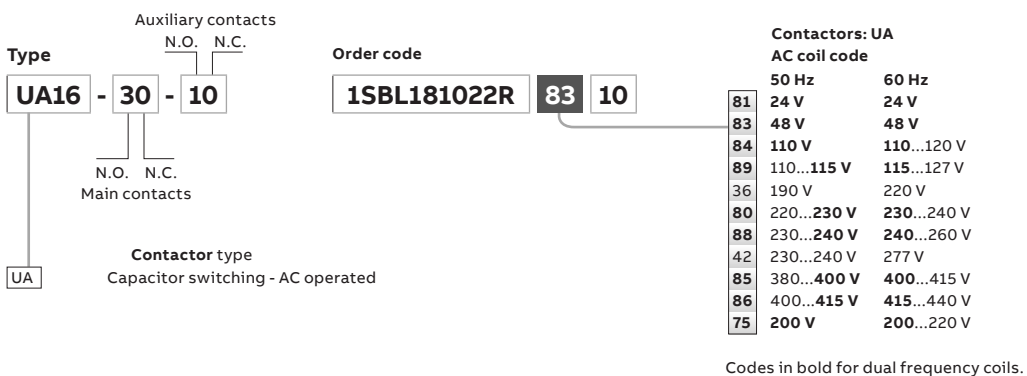 Auxiliary contacts
N.O. N.C.
Type
UA16 - 30 - 10
N.O. N.C.
Main contacts
Order code
1SBL181022R 83 10
UA
Contactor type
Capacitor switching - AC operated
Contactors: UA
AC coil code
50 Hz 60 Hz
81 24 V 24 V
83 48 V 48 V
84 110 V 110...120 V
89 110...115 V 115...127 V
36 190 V 220 V
80 220...230 V 230...240 V
88 230...240 V 240...260 V
42 230...240 V 277 V
85 380...400 V 400...415 V
86 400...415 V 415...440 V
75 200 V 200...220 V
Codes in bold for dual frequency coils.